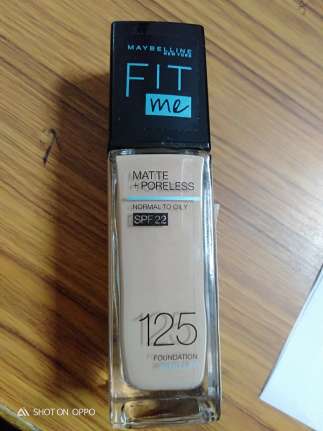 MAYBELLINE
NEW YORK
FIT
me
MATTE
+PORELESS
NORMAL TO OILY
SPF 22
125
FOUNDATION
SHOT ON OPPO